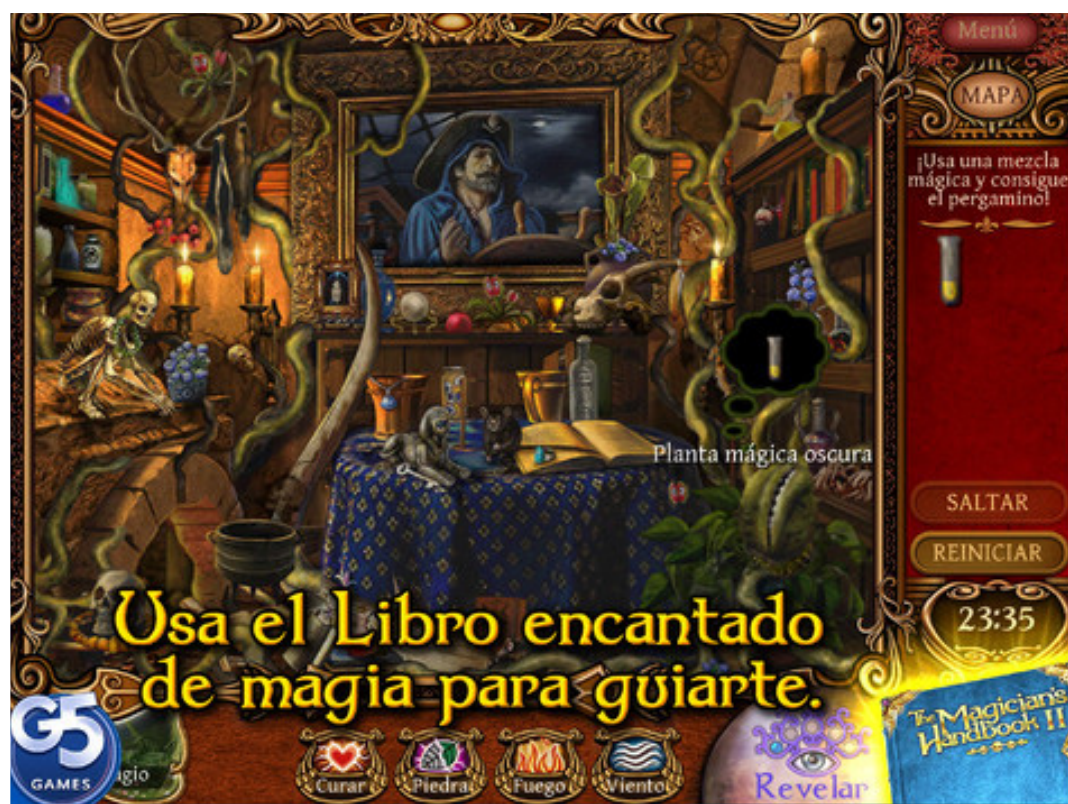 Menú
MAPA
¡Usa una mezcla
mágica y consigue
el pergamino!
Planta mágica oscura
SALTAR
REINICIAR
23:35
Usa el Libro encantado
de magia para guiarte.
The Magician's
Handbook II
G5
GAMES
Curar
Piedra
Fuego
Viento
Revelar